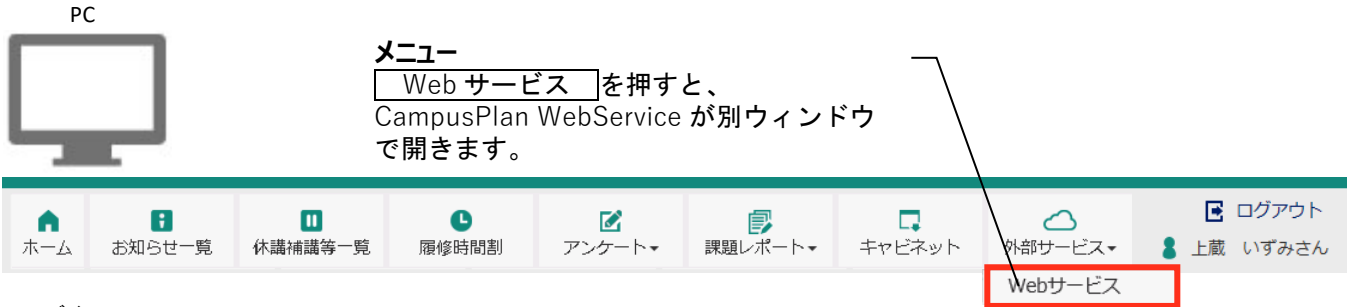 PC
メニュー
Web サービス を押すと、
CampusPlan WebService が別ウィンドウ
で開きます。
ホーム お知らせ一覧 休講補講等一覧 履修時間割 アンケート▾ 課題レポート▾ キャビネット 外部サービス▾ ログアウト
上蔵 いずみさん
Webサービス